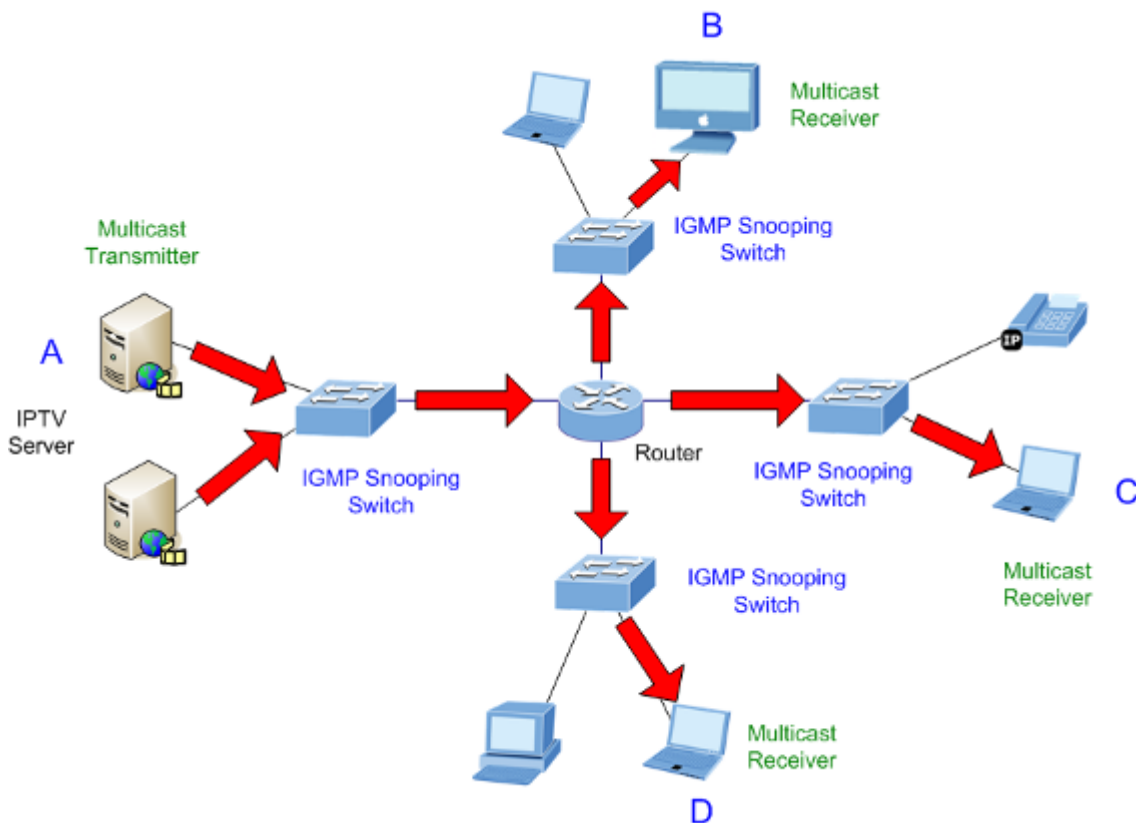 B
Multicast
Receiver
IGMP Snooping
Switch
Multicast
Transmitter
A
IPTV
Server
IGMP Snooping
Switch
Router
IP
IGMP Snooping
Switch
C
Multicast
Receiver
IGMP Snooping
Switch
Multicast
Receiver
D